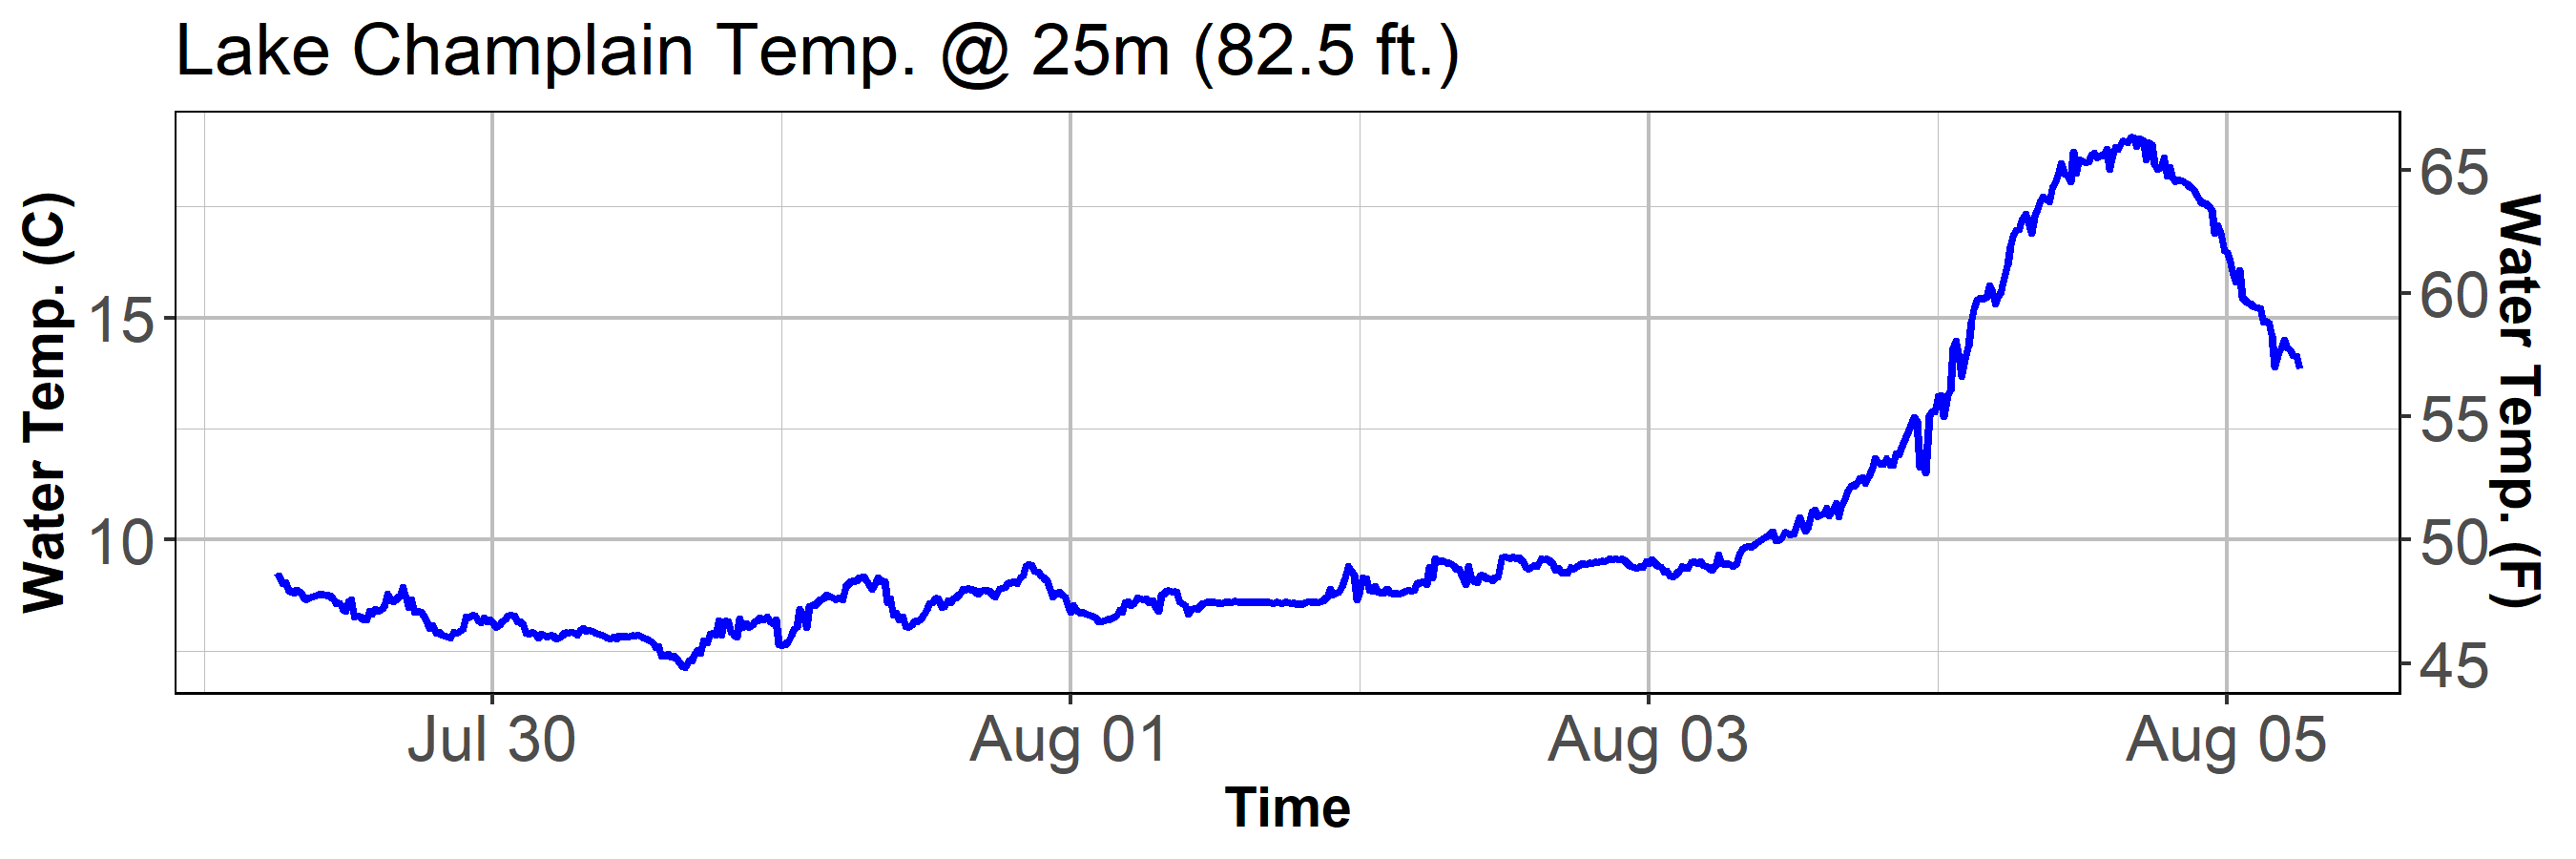 Lake Champlain Temp. @ 25m (82.5 ft.)
Water Temp. (C)
15
10
65
60
55
50
45
Water Temp. (F)
Jul 30
Aug 01
Aug 03
Aug 05
Time